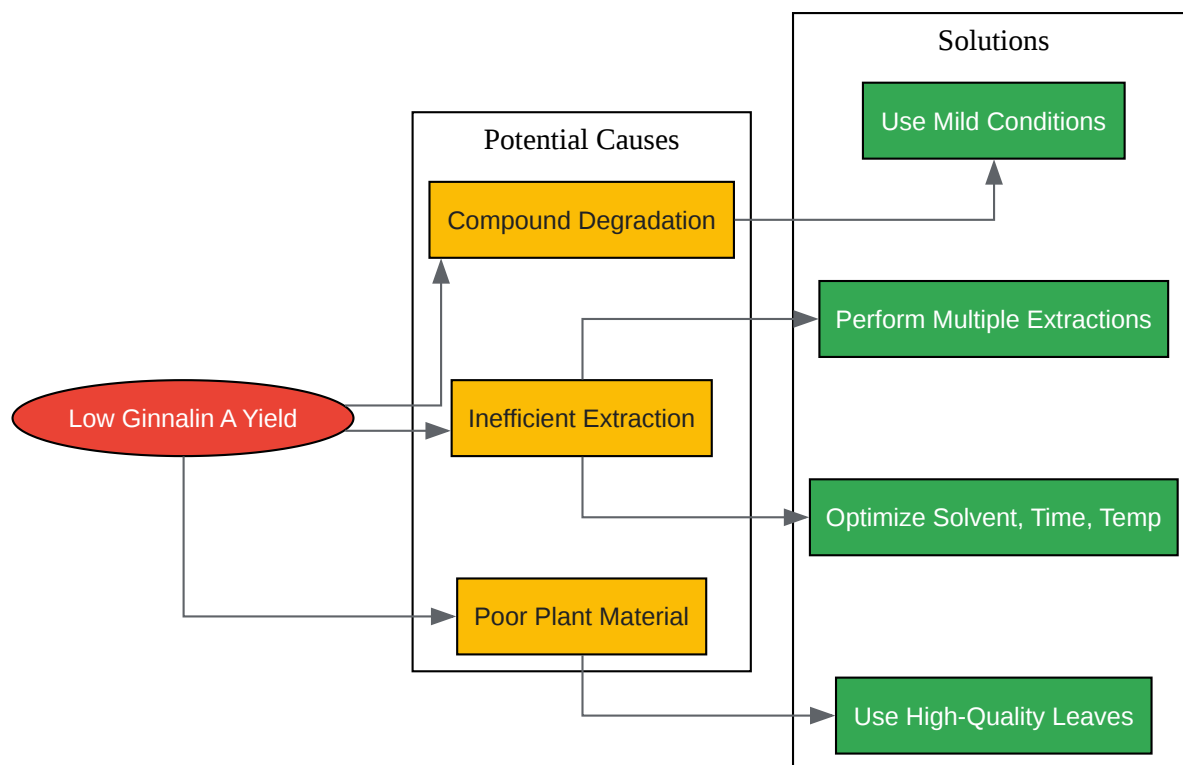 Solutions
Use Mild Conditions
Potential Causes
Compound Degradation
Perform Multiple Extractions
Low Ginnalin A Yield
Inefficient Extraction
Optimize Solvent, Time, Temp
Poor Plant Material
Use High-Quality Leaves